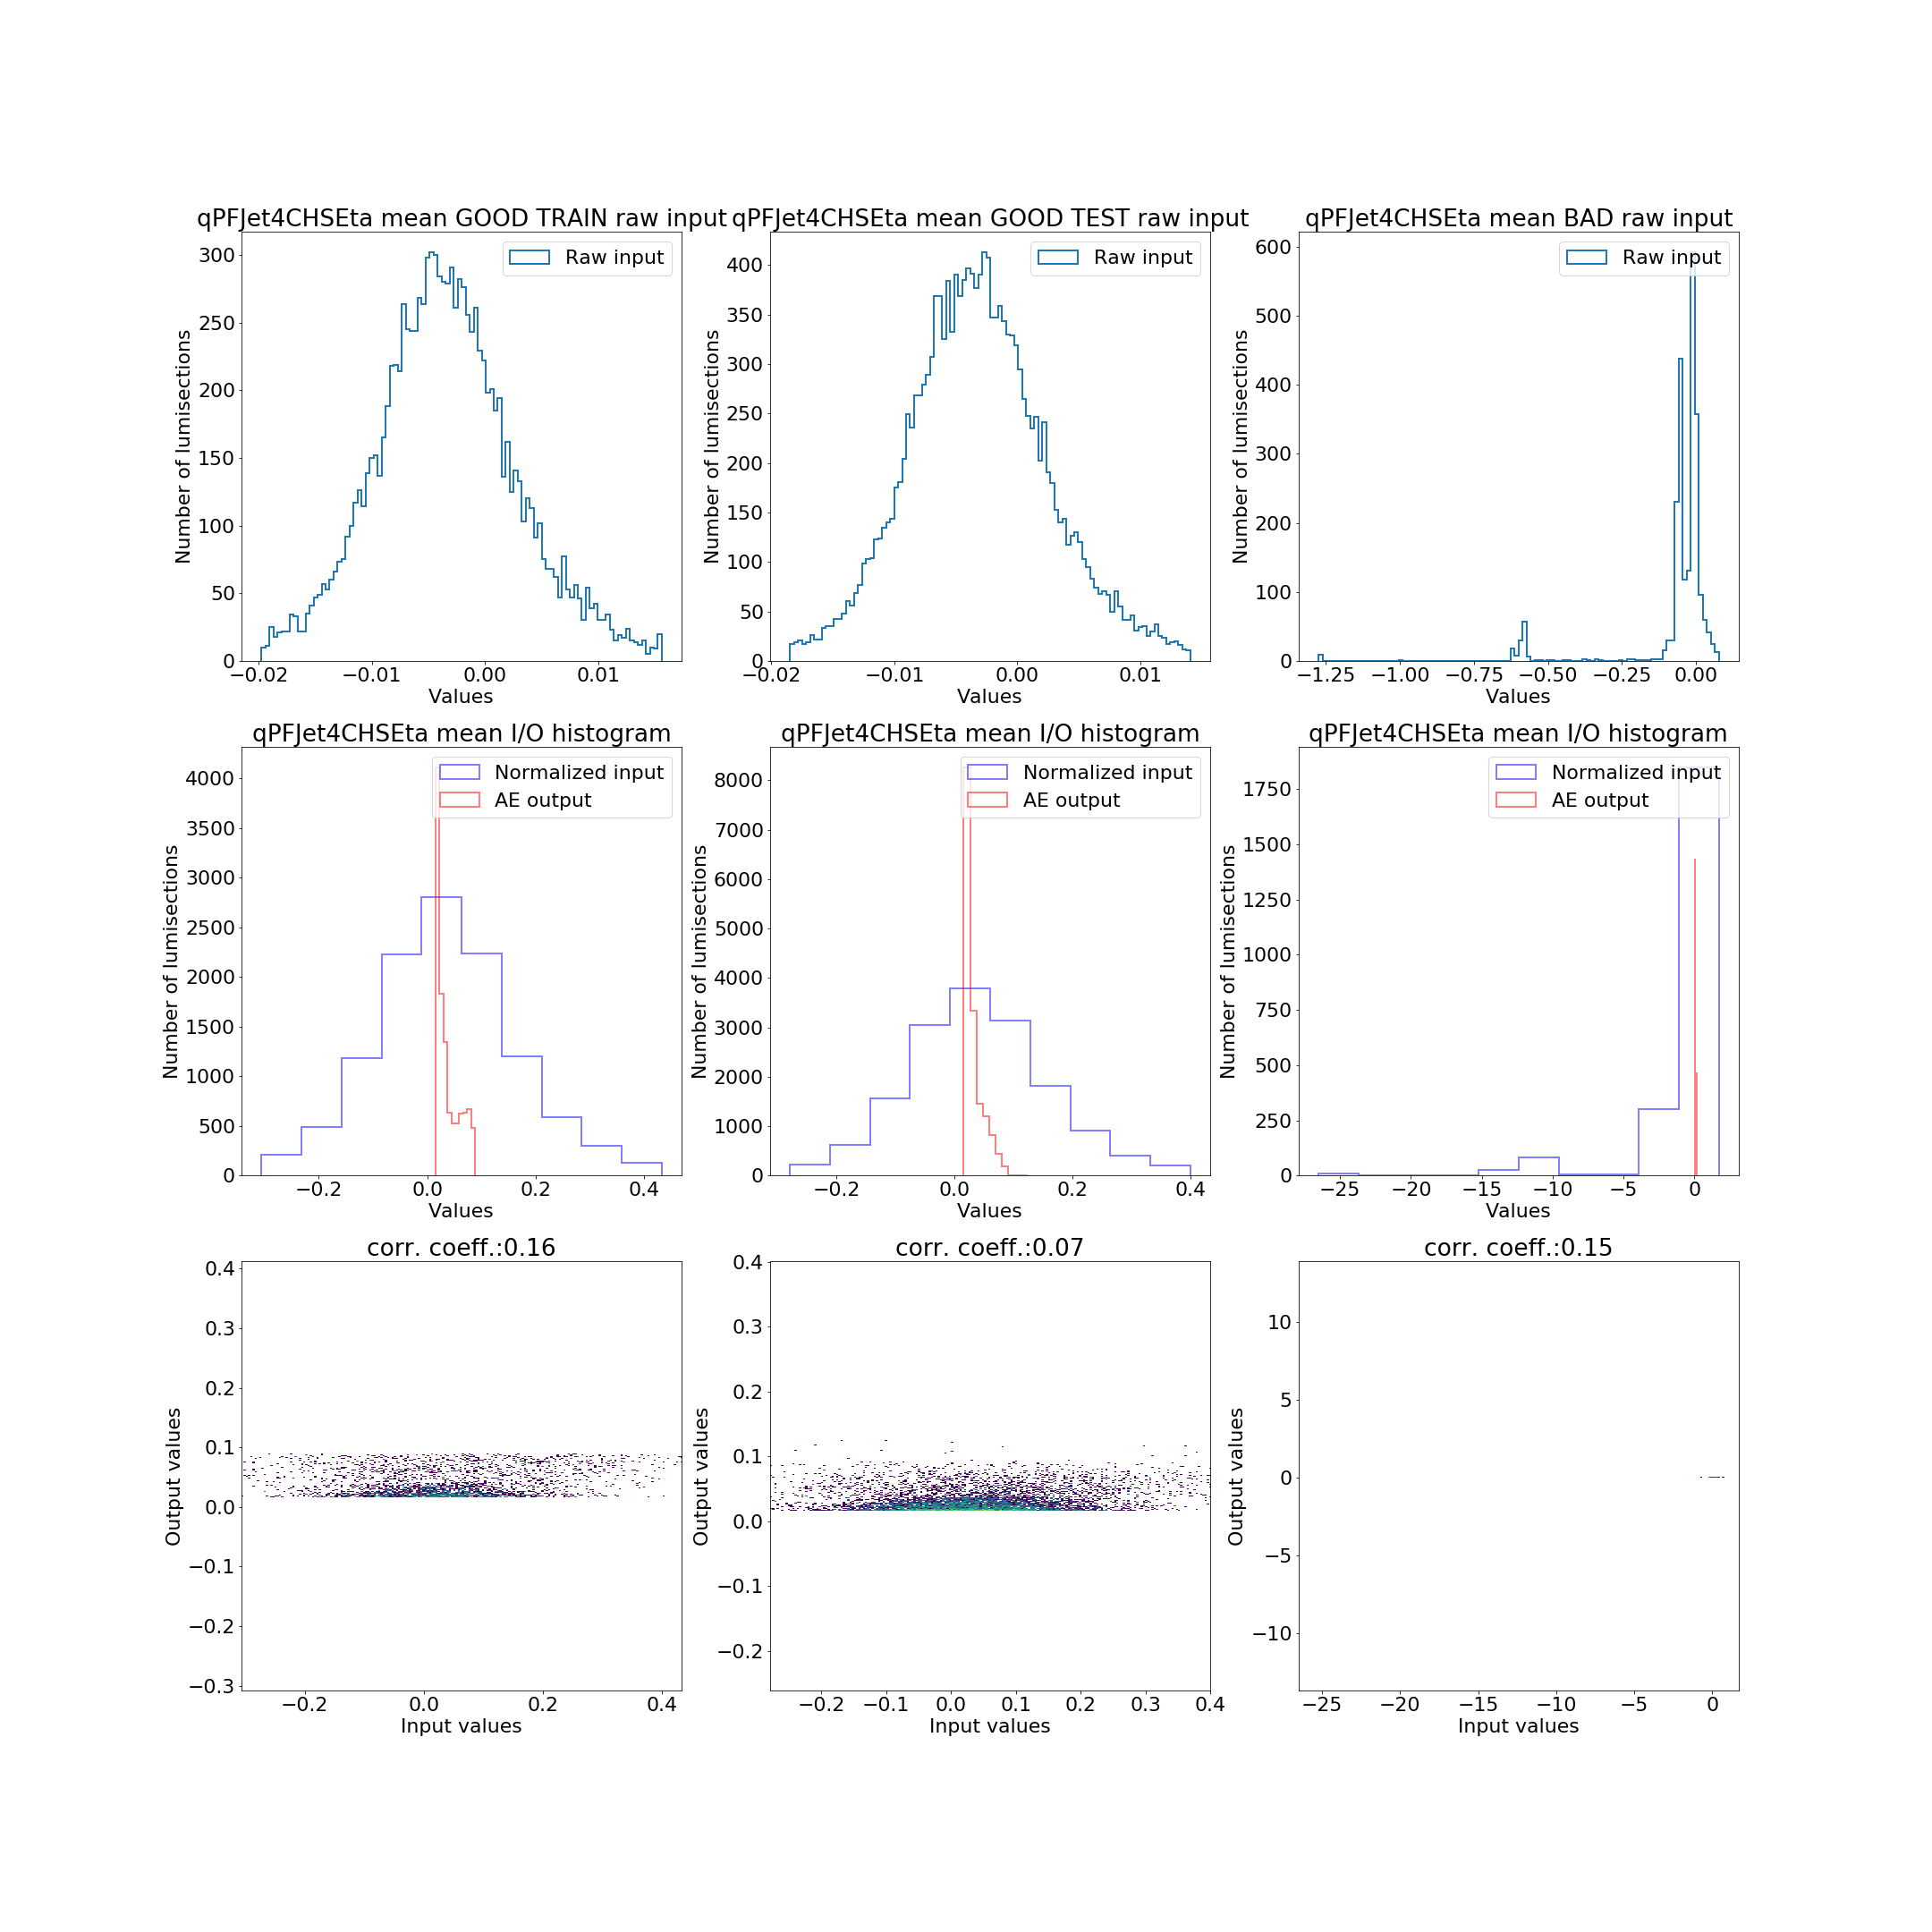 qPFJet4CHSEta mean GOOD TRAIN raw input
Raw input
Number of lumisections
300
250
200
150
100
50
0
−0.02 −0.01 0.00 0.01
Values
qPFJet4CHSEta mean GOOD TEST raw input
Raw input
Number of lumisections
400
350
300
250
200
150
100
50
0
−0.02 −0.01 0.00 0.01
Values
qPFJet4CHSEta mean BAD raw input
Raw input
Number of lumisections
600
500
400
300
200
100
0
−1.25 −1.00 −0.75 −0.50 −0.25 0.00
Values
qPFJet4CHSEta mean I/O histogram
Normalized input
AE output
Number of lumisections
4000
3500
3000
2500
2000
1500
1000
500
0
−0.2 0.0 0.2 0.4
Values
qPFJet4CHSEta mean I/O histogram
Normalized input
AE output
Number of lumisections
8000
7000
6000
5000
4000
3000
2000
1000
0
−0.2 0.0 0.2 0.4
Values
qPFJet4CHSEta mean I/O histogram
Normalized input
AE output
Number of lumisections
1750
1500
1250
1000
750
500
250
0
−25 −20 −15 −10 −5 0
Values
corr. coeff.:0.16
Output values
0.4
0.3
0.2
0.1
0.0
−0.1
−0.2
−0.3
−0.2 0.0 0.2 0.4
Input values
corr. coeff.:0.07
Output values
0.4
0.3
0.2
0.1
0.0
−0.1
−0.2
−0.2 −0.1 0.0 0.1 0.2 0.3 0.4
Input values
corr. coeff.:0.15
Output values
10
5
0
−5
−10
−25 −20 −15 −10 −5 0
Input values